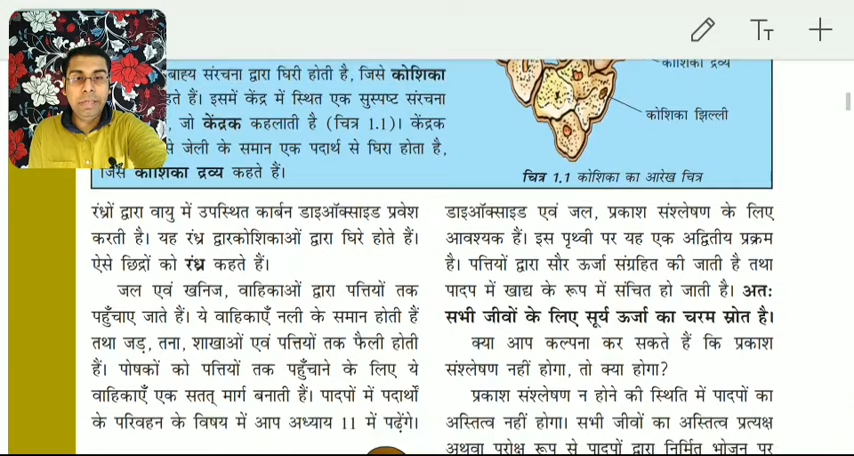 Tт
बाह्य संरचना द्वारा घिरी होती है, जिसे कोशिका
हते हैं। इसमें केंद्र में स्थित एक सुस्पष्ट संरचना
, जो केंद्रक कहलाती है (चित्र 1.1)। केंद्रक
से जेली के समान एक पदार्थ से घिरा होता है,
जिसे कोशिका द्रव्य कहते हैं।
कोशिका द्रव्य
कोशिका झिल्ली
चित्र 1.1 कोशिका का आरेख चित्र
रंध्रों द्वारा वायु में उपस्थित कार्बन डाइऑक्साइड प्रवेश
करती है। यह रंध्र द्वारकोशिकाओं द्वारा घिरे होते हैं।
ऐसे छिद्रों को रंध्र कहते हैं।
जल एवं खनिज, वाहिकाओं द्वारा पत्तियों तक
पहुँचाए जाते हैं। ये वाहिकाएँ नली के समान होती हैं
तथा जड़, तना, शाखाओं एवं पत्तियों तक फैली होती
हैं। पोषकों को पत्तियों तक पहुँचाने के लिए ये
वाहिकाएँ एक सतत् मार्ग बनाती हैं। पादपों में पदार्थों
के परिवहन के विषय में आप अध्याय 11 में पढ़ेंगे।
डाइऑक्साइड एवं जल, प्रकाश संश्लेषण के लिए
आवश्यक हैं। इस पृथ्वी पर यह एक अद्वितीय प्रक्रम
है। पत्तियों द्वारा सौर ऊर्जा संग्रहित की जाती है तथा
पादप में खाद्य के रूप में संचित हो जाती है। अतः
सभी जीवों के लिए सूर्य ऊर्जा का चरम स्रोत है।
क्या आप कल्पना कर सकते हैं कि प्रकाश
संश्लेषण नहीं होगा, तो क्या होगा?
प्रकाश संश्लेषण न होने की स्थिति में पादपों का
अस्तित्व नहीं होगा। सभी जीवों का अस्तित्व प्रत्यक्ष
अथवा परोक्ष रूप से पादपों द्वारा निर्मित भोजन पर